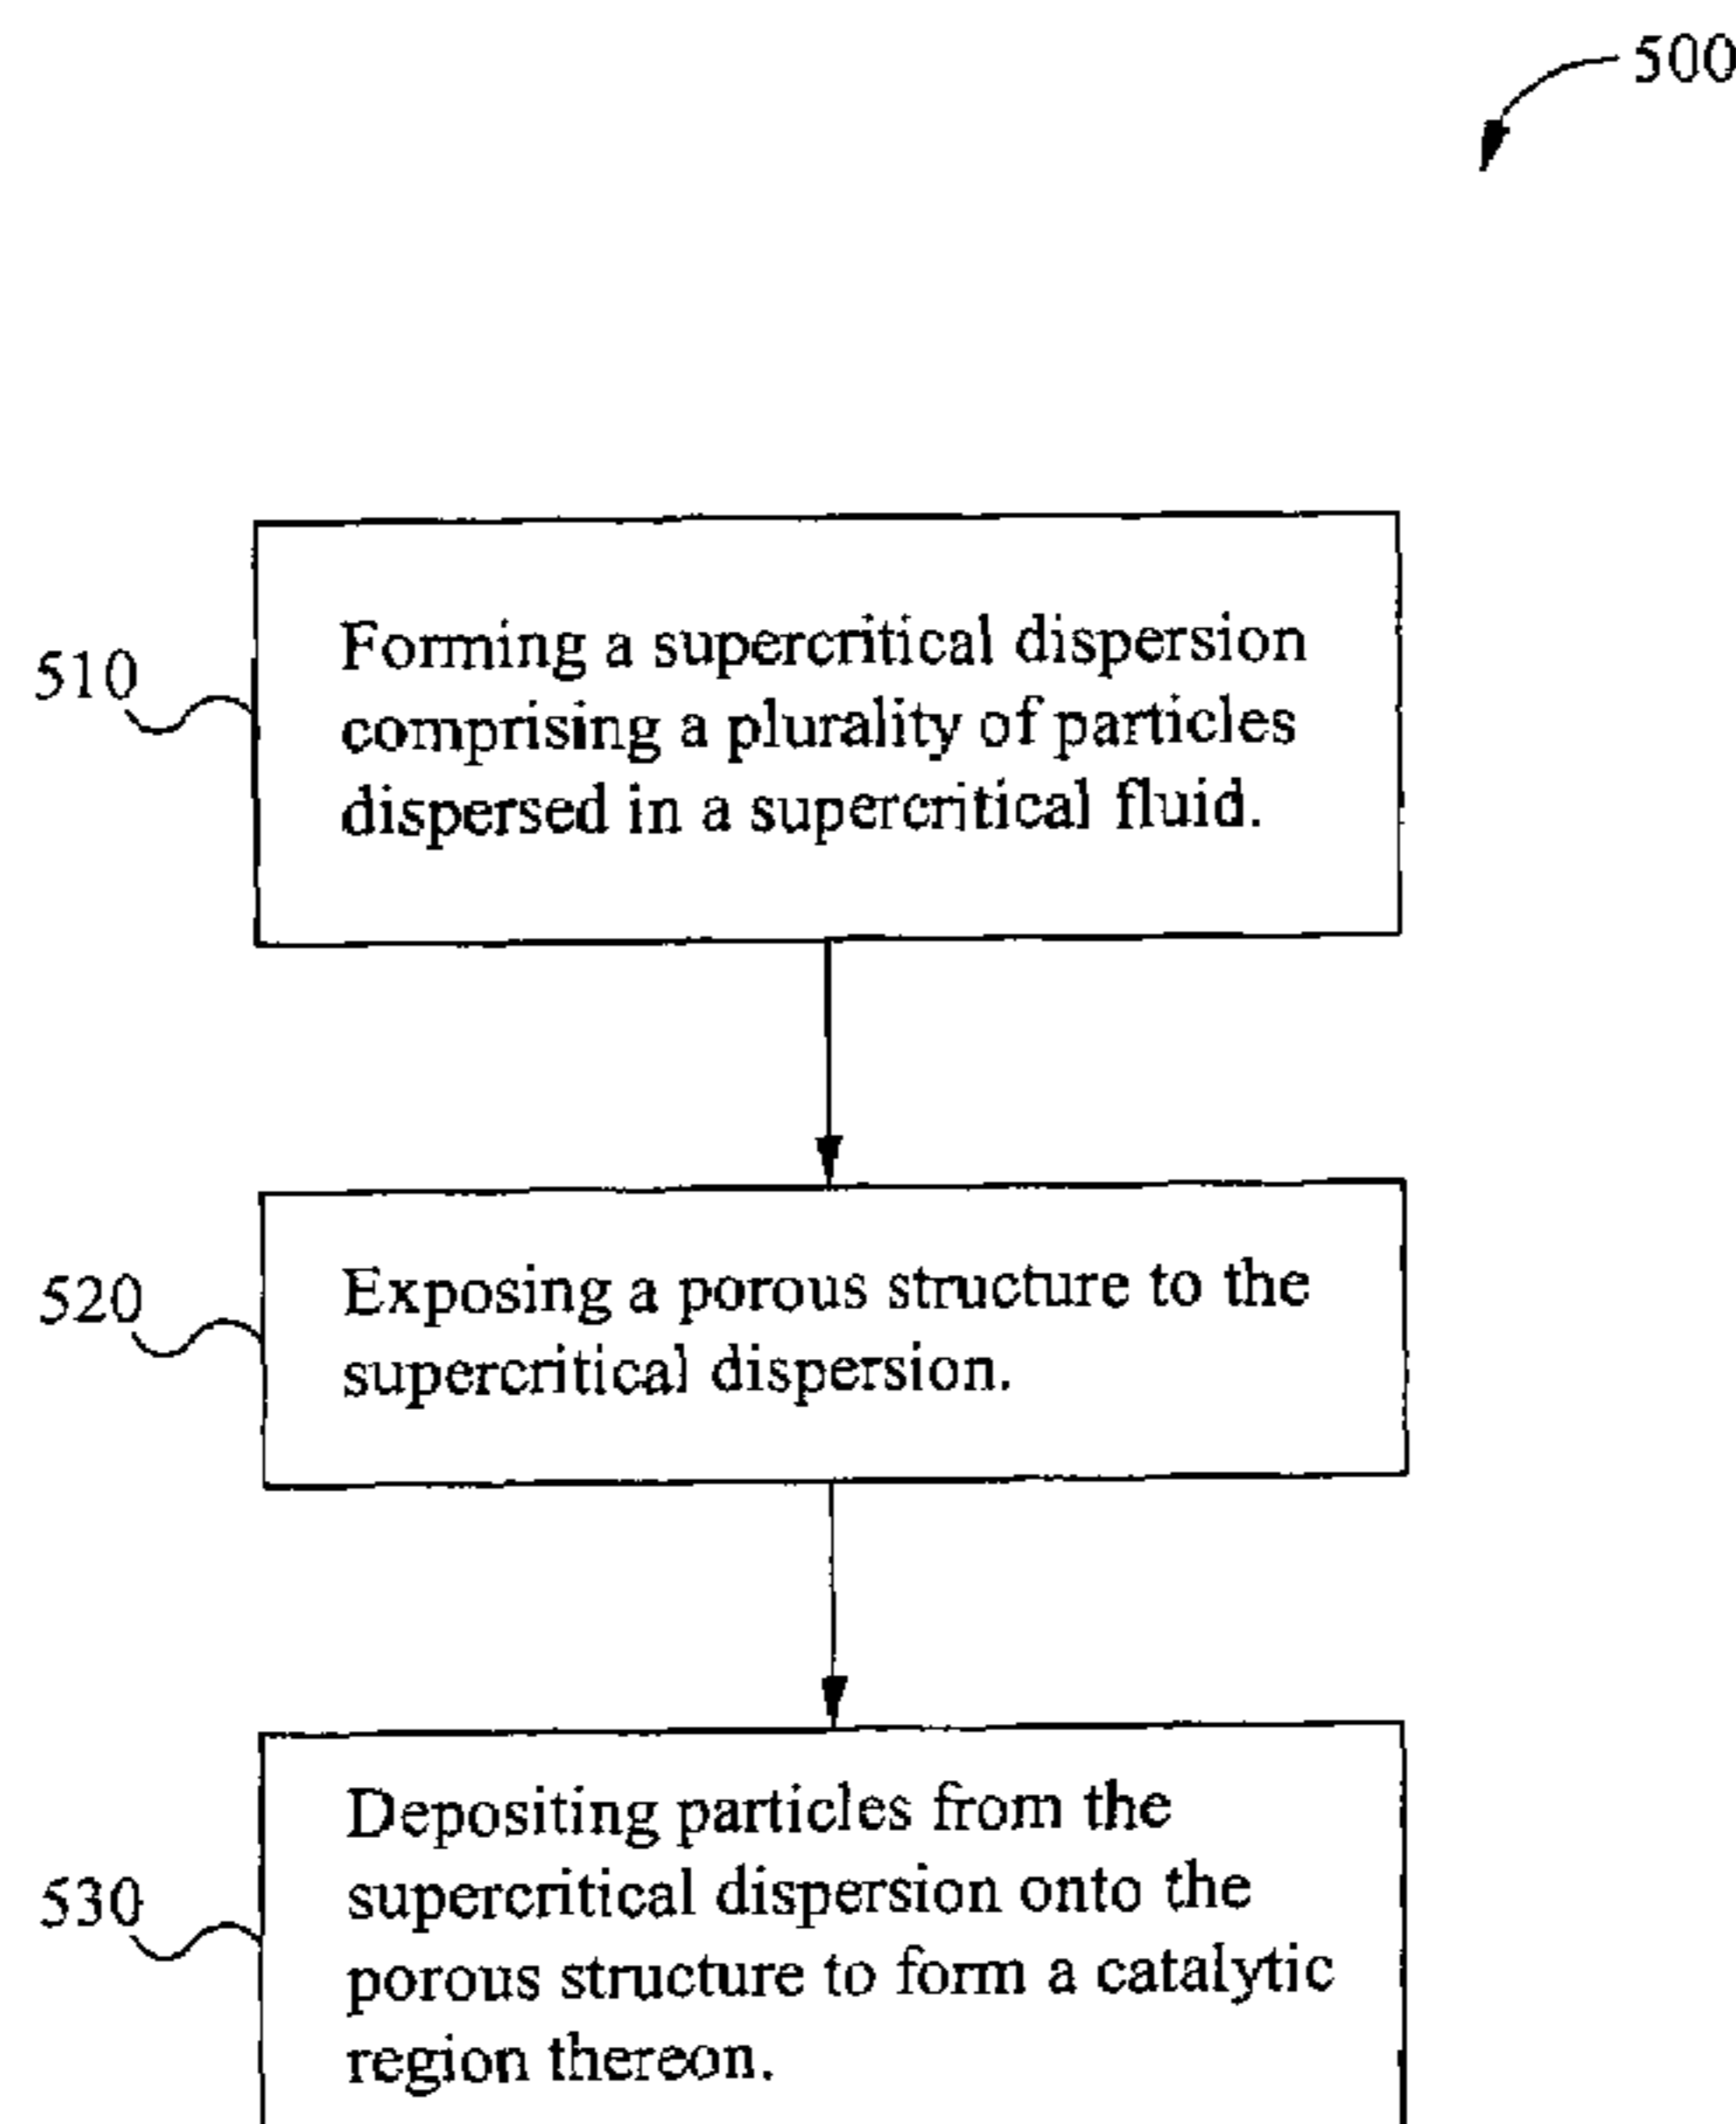 500
510
Forming a supercritical dispersion
comprising a plurality of particles
dispersed in a supercritical fluid.
520
Exposing a porous structure to the
supercritical dispersion.
530
Depositing particles from the
supercritical dispersion onto the
porous structure to form a catalytic
region thereon.